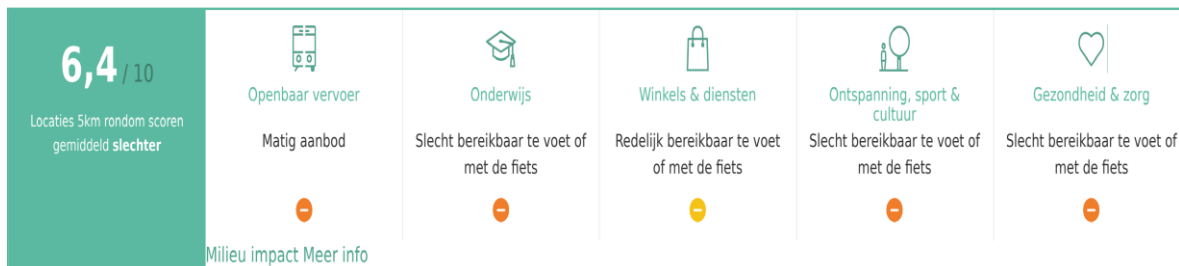 6,4 / 10
Locaties 5km rondom scoren
gemiddeld slechter
Openbaar vervoer
Matig aanbod
Onderwijs
Slecht bereikbaar te voet of
met de fiets
Winkels & diensten
Redelijk bereikbaar te voet
of met de fiets
Ontspanning, sport &
cultuur
Slecht bereikbaar te voet of
met de fiets
Gezondheid & zorg
Slecht bereikbaar te voet of
met de fiets
Milieu impact Meer info